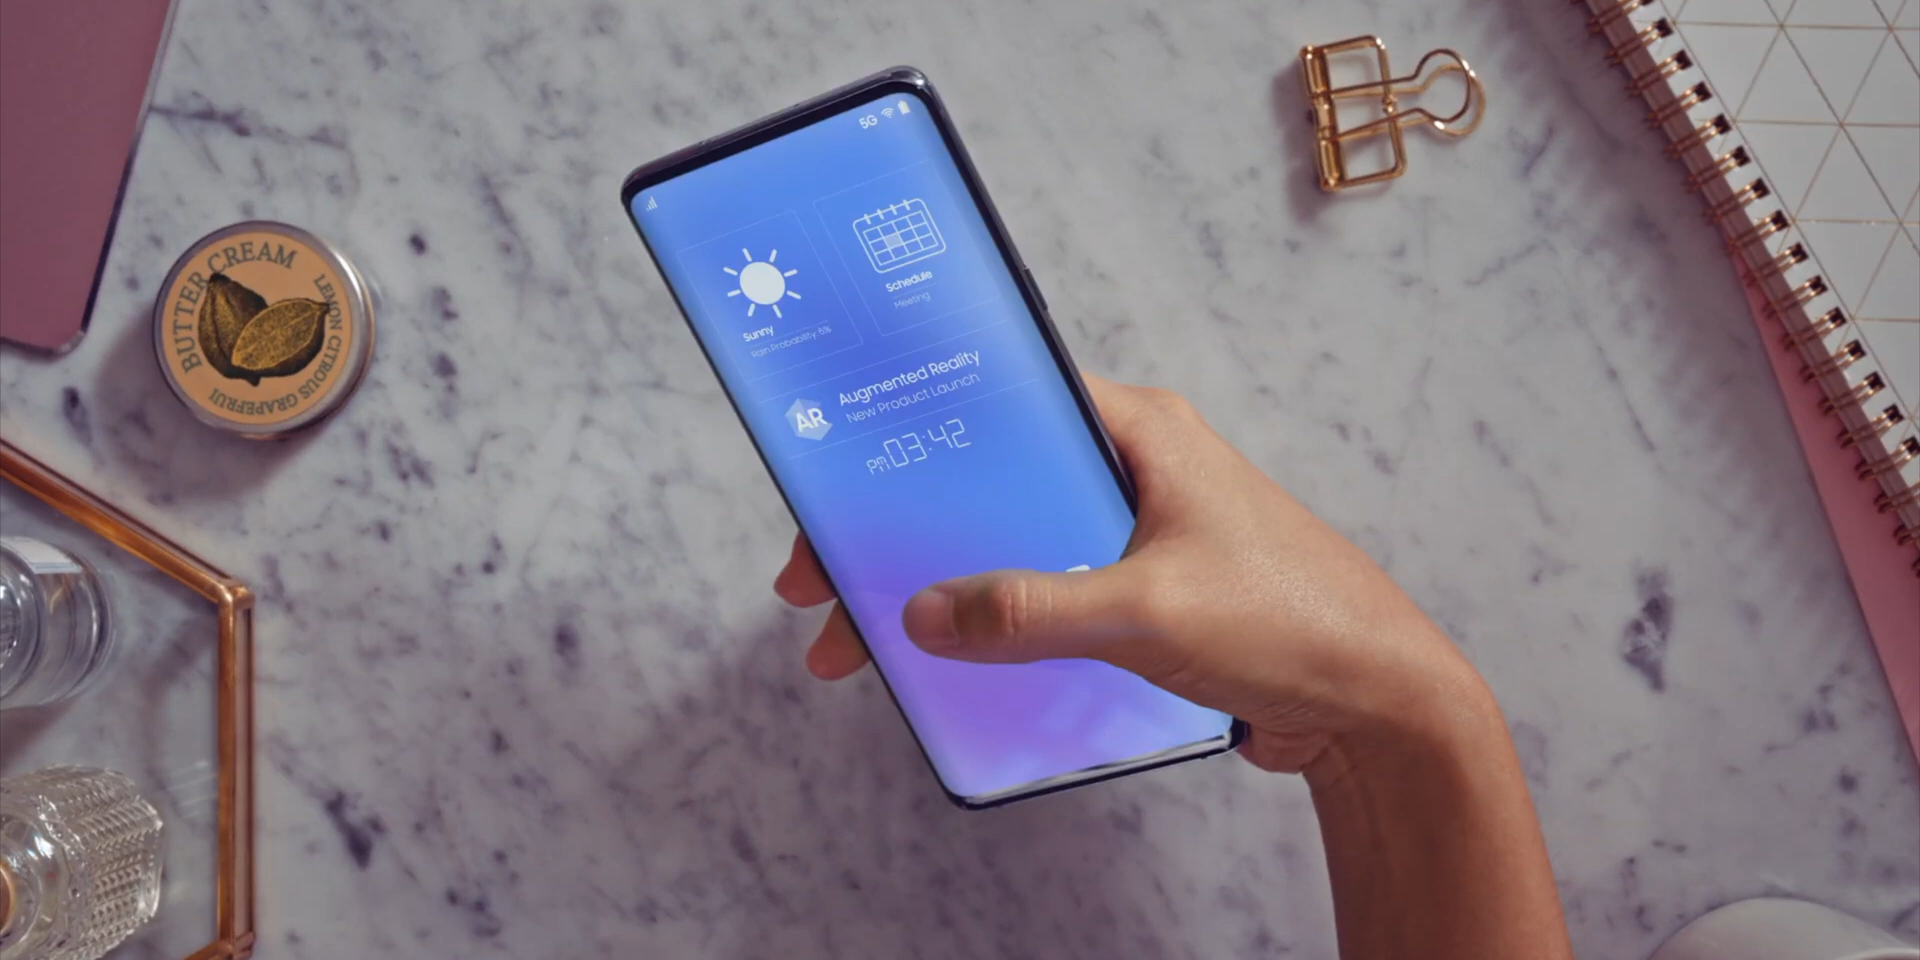 5G
Sunny
Rain Probability 6%
Schedule
Meeting
AR
Augmented Reality
New Product Launch
PM 03:42
BUTTER CREAM
LEMON CITROUS GRAPEFRUI